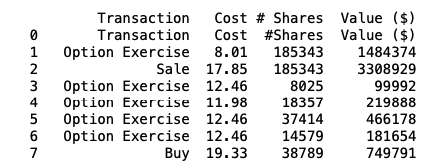 Transaction Cost # Shares Value ($)
0 Transaction Cost #Shares Value ($)
1 Option Exercise 8.01 185343 1484374
2 Sale 17.85 185343 3308929
3 Option Exercise 12.46 8025 99992
4 Option Exercise 11.98 18357 219888
5 Option Exercise 12.46 37414 466178
6 Option Exercise 12.46 14579 181654
7 Buy 19.33 38789 749791